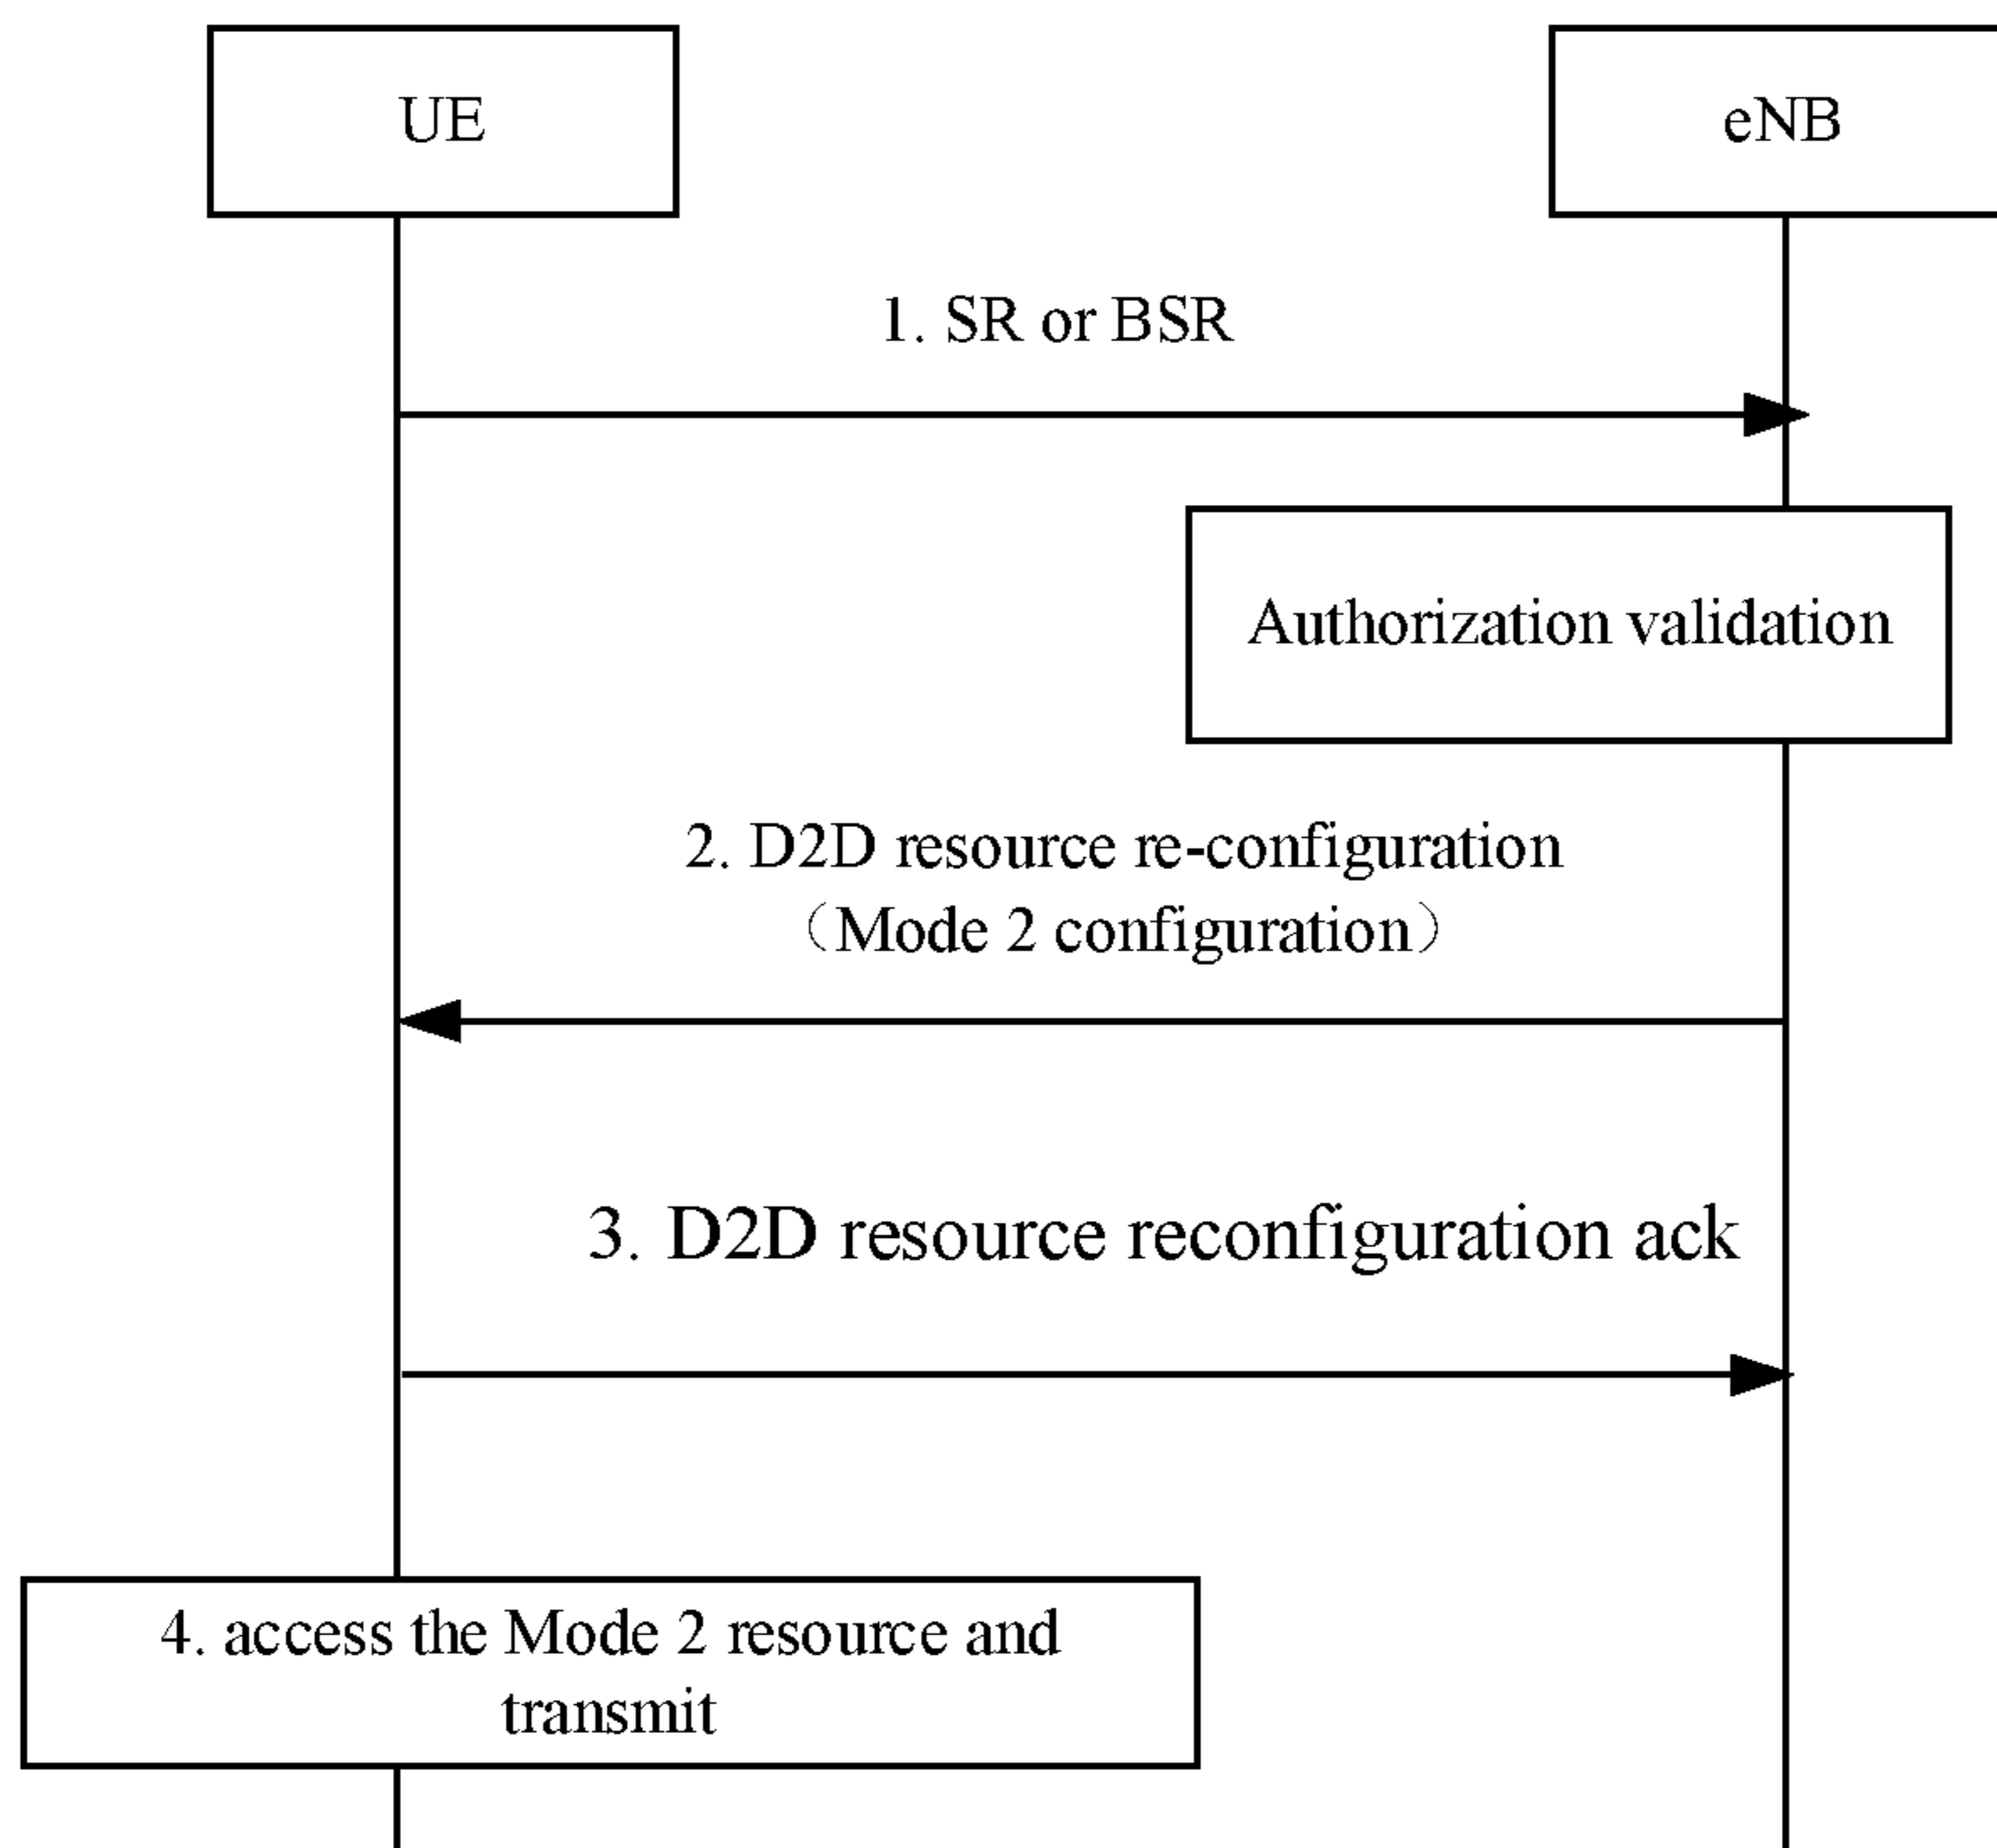 UE
eNB
1. SR or BSR
Authorization validation
2. D2D resource re-configuration
（Mode 2 configuration）
3. D2D resource reconfiguration ack
4. access the Mode 2 resource and
transmit